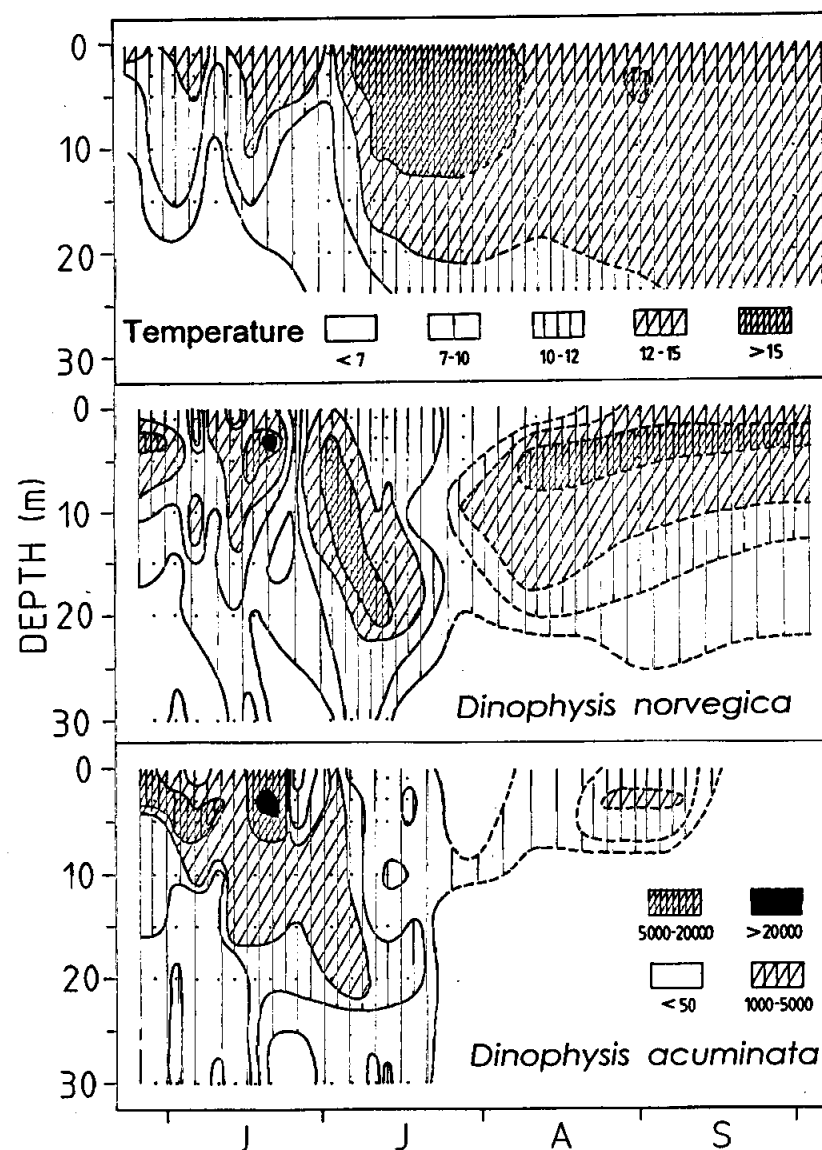 0
10
20
30
Temperature
< 7
7-10
10-12
12-15
>15
0
10
20
30
DEPTH (m)
Dinophysis norvegica
0
10
20
30
5000-20000
>20000
< 50
1000-5000
Dinophysis acuminata
J
J
A
S